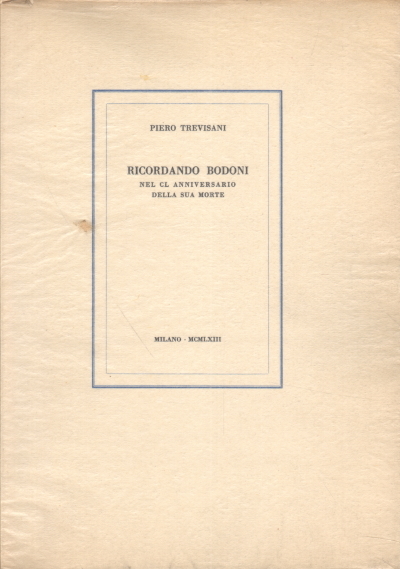 PIERO TREVISANI
RICORDANDO BODONI
NEL CL ANNIVERSARIO
DELLA SUA MORTE
MILANO - MCMLXIII